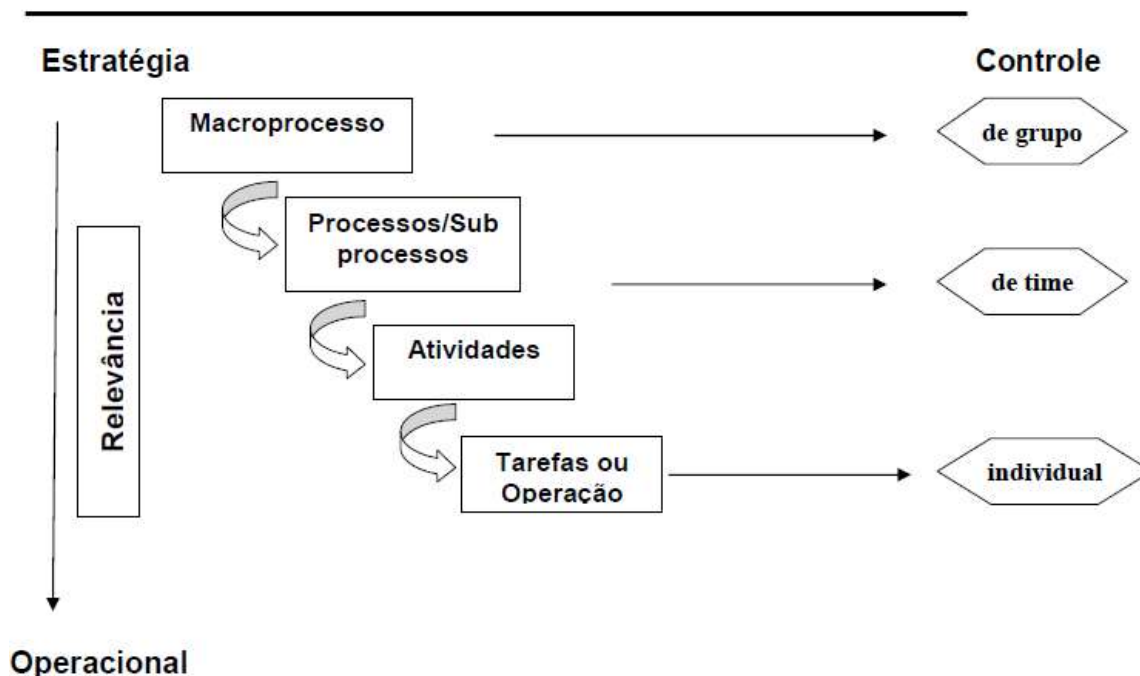 Estratégia
Controle
Macroprocesso
de grupo
Processos/Sub
processos
de time
Relevância
Atividades
Tarefas ou
Operação
individual
Operacional